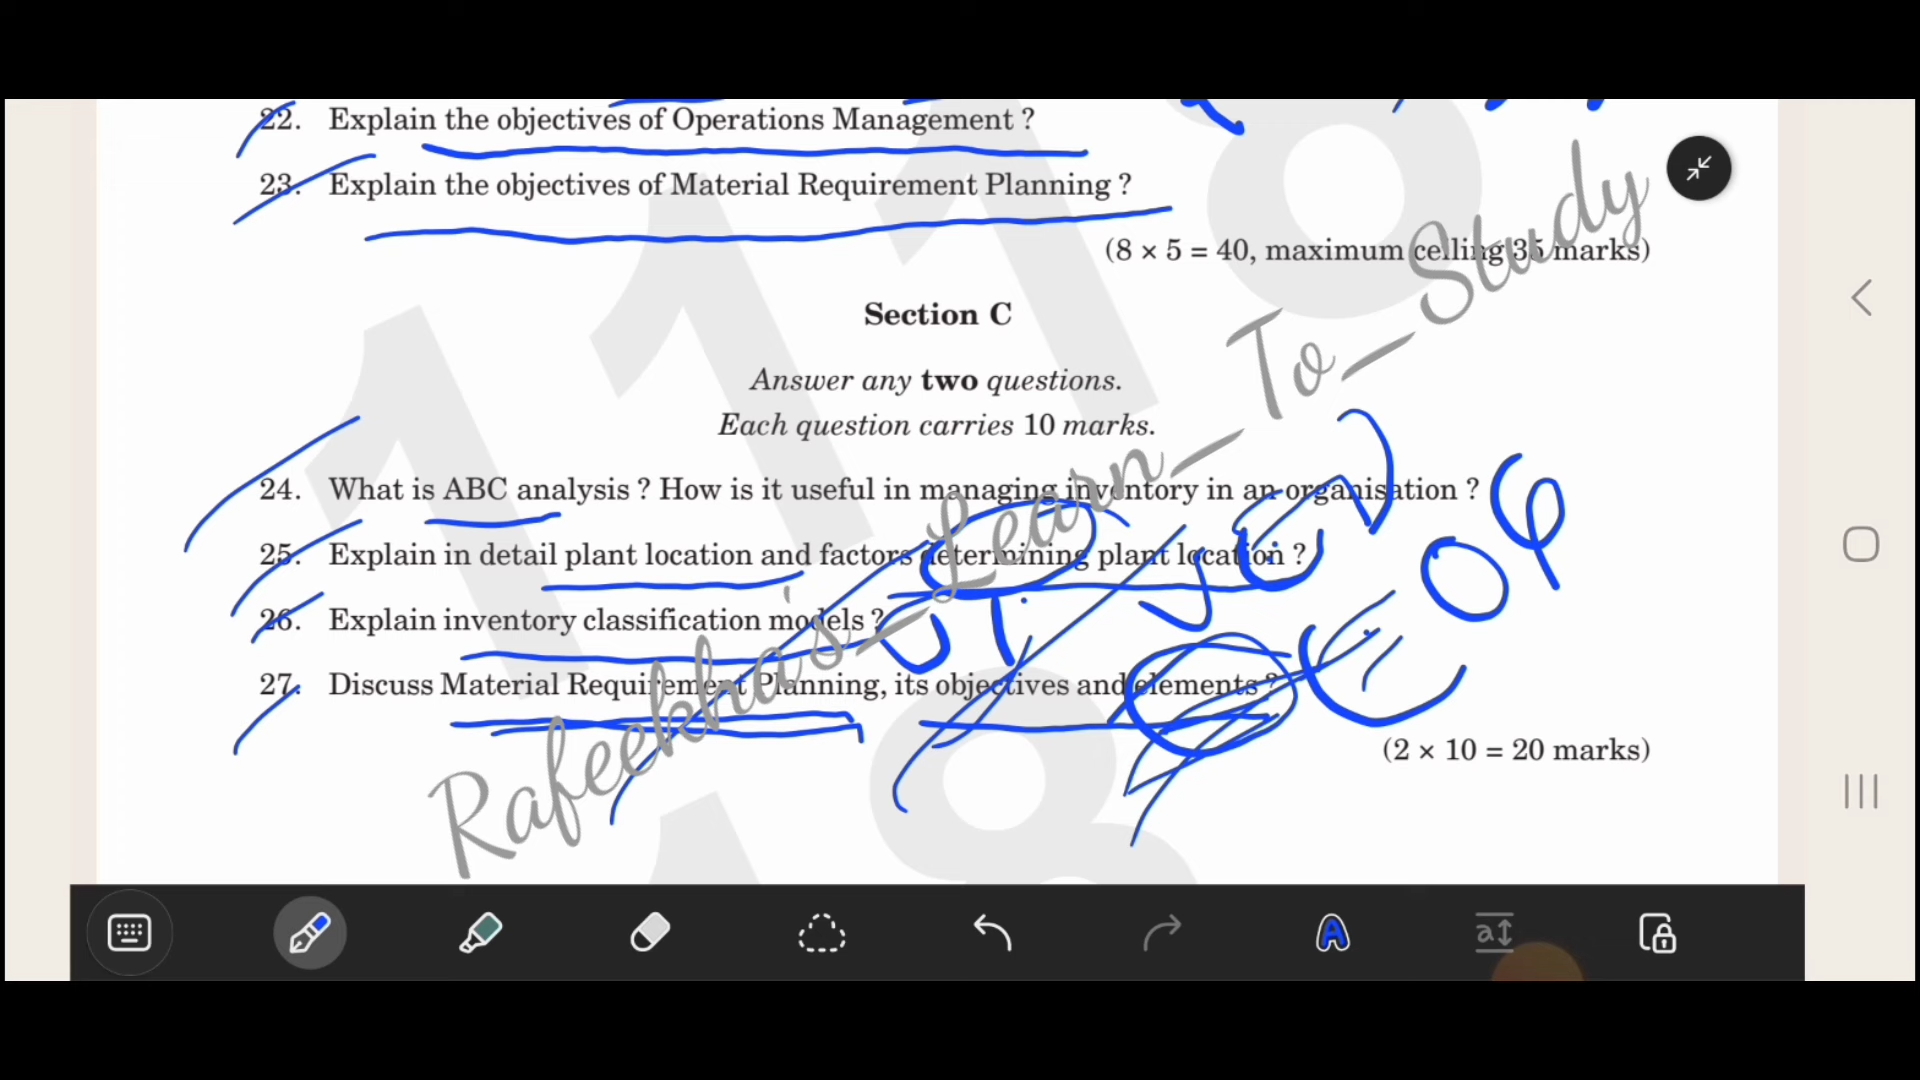 22. Explain the objectives of Operations Management ?
23. Explain the objectives of Material Requirement Planning ?
(8 × 5 = 40, maximum ceiling 35 marks)
Section C
Answer any two questions.
Each question carries 10 marks.
24. What is ABC analysis ? How is it useful in managing inventory in an organisation ?
25. Explain in detail plant location and factors determining plant location ?
26. Explain inventory classification models ?
27. Discuss Material Requirement Planning, its objectives and elements ?
(2 × 10 = 20 marks)
Rafeekha's_Learn_To_Study